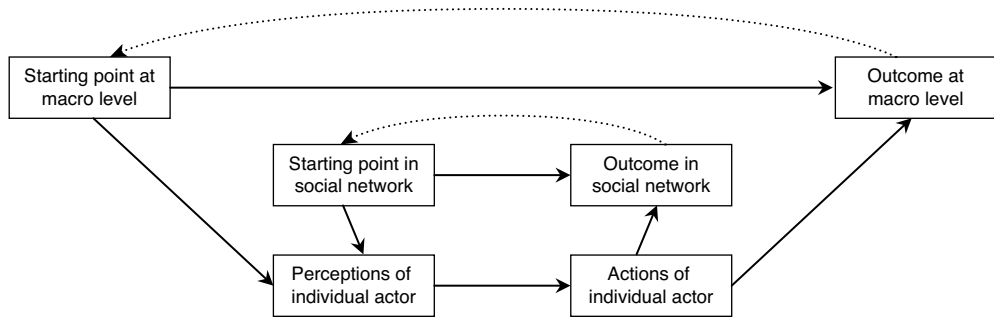 Starting point at
macro level
Outcome at
macro level
Starting point in
social network
Outcome in
social network
Perceptions of
individual actor
Actions of
individual actor